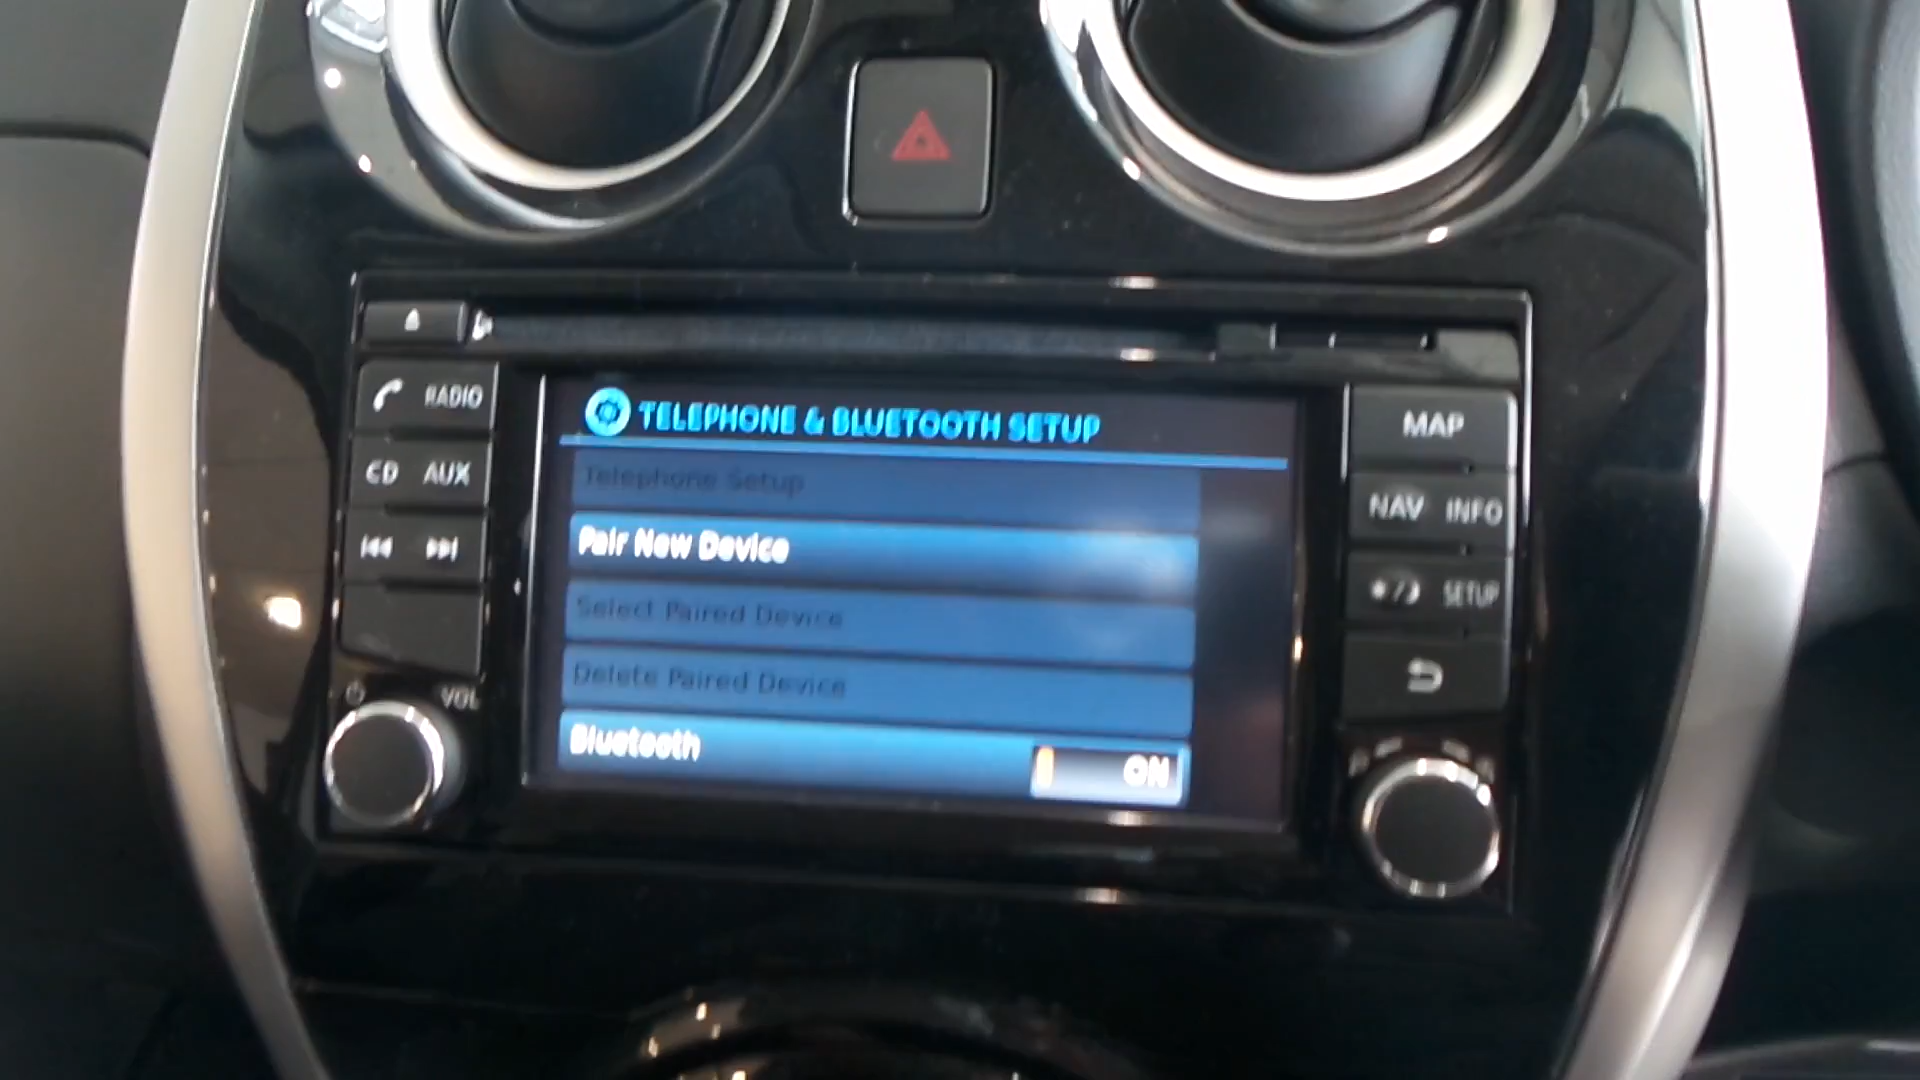 RADIO
CD AUX
VOL
TELEPHONE & BLUETOOTH SETUP
Telephone Setup
Pair New Device
Select Paired Device
Delete Paired Device
Bluetooth ON
MAP
NAV INFO
SETUP